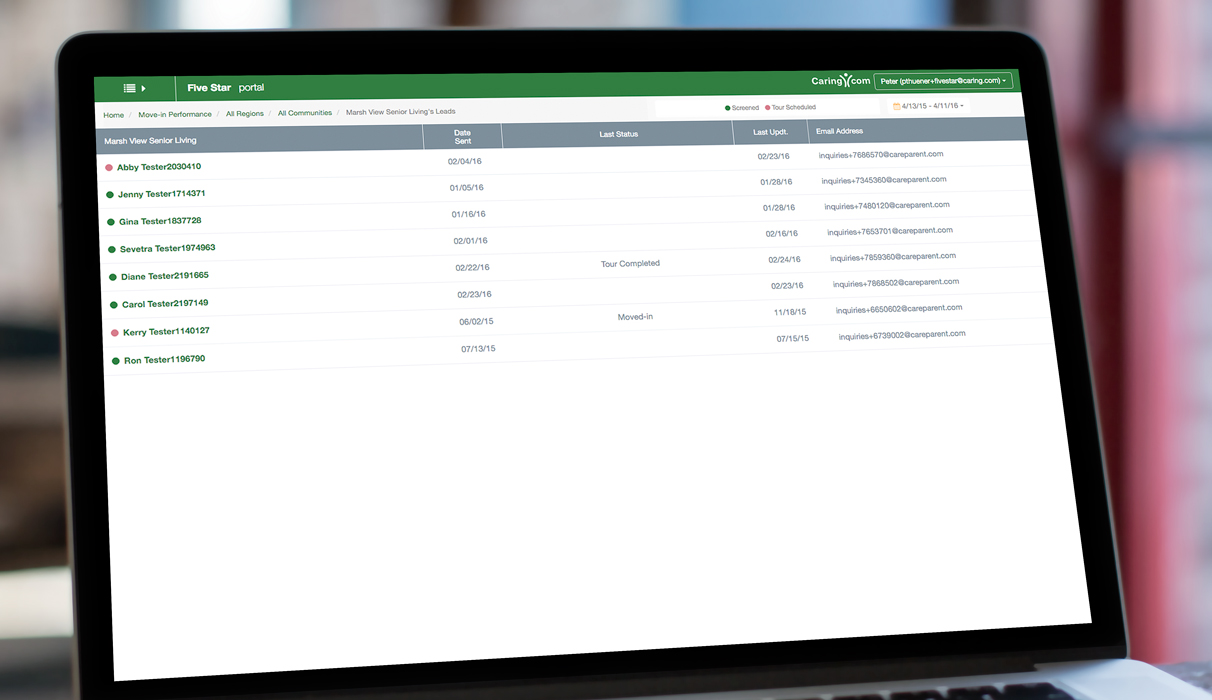 Five Star portal
Caring.com
Peter (pthuener+fivestar@caring.com)
Home / Move-in Performance / All Regions / All Communities / Marsh View Senior Living's Leads
Screened Tour Scheduled
4/13/15 - 4/11/16
Marsh View Senior Living Date Sent Last Status Last Updt. Email Address
Abby Tester2030410 02/04/16 02/23/16 inquiries+7686570@careparent.com
Jenny Tester1714371 01/05/16 01/28/16 inquiries+7345360@careparent.com
Gina Tester1837728 01/16/16 01/28/16 inquiries+7480120@careparent.com
Sevetra Tester1974963 02/01/16 02/16/16 inquiries+7653701@careparent.com
Diane Tester2191665 02/22/16 Tour Completed 02/24/16 inquiries+7859360@careparent.com
Carol Tester2197149 02/23/16 02/23/16 inquiries+7868502@careparent.com
Kerry Tester1140127 06/02/15 Moved-in 11/18/15 inquiries+6650602@careparent.com
Ron Tester1196790 07/13/15 07/15/15 inquiries+6739002@careparent.com